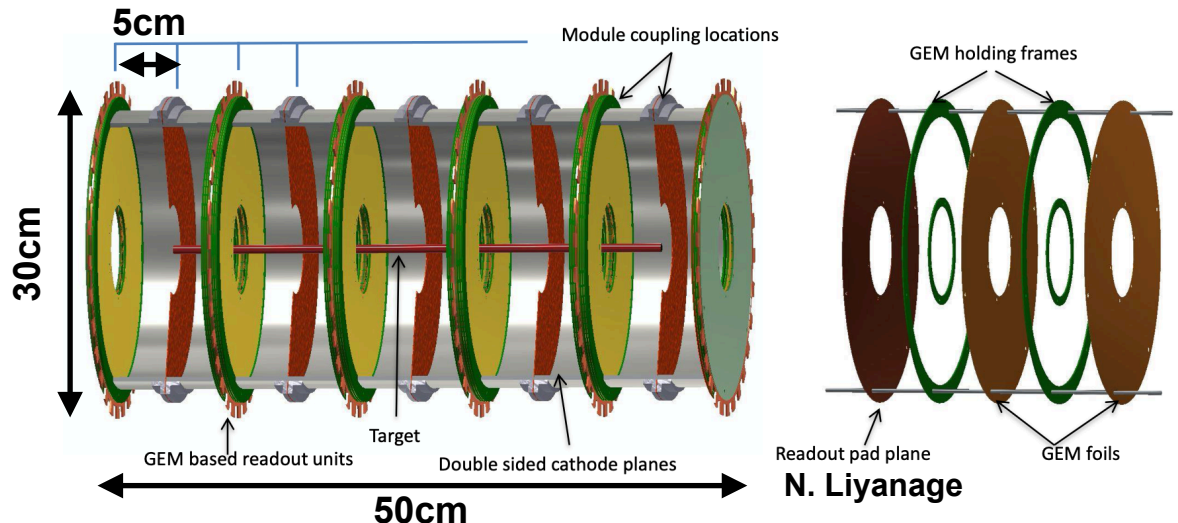 5cm
Module coupling locations
GEM holding frames
30cm
Target
GEM based readout units
Double sided cathode planes
Readout pad plane
GEM foils
N. Liyanage
50cm